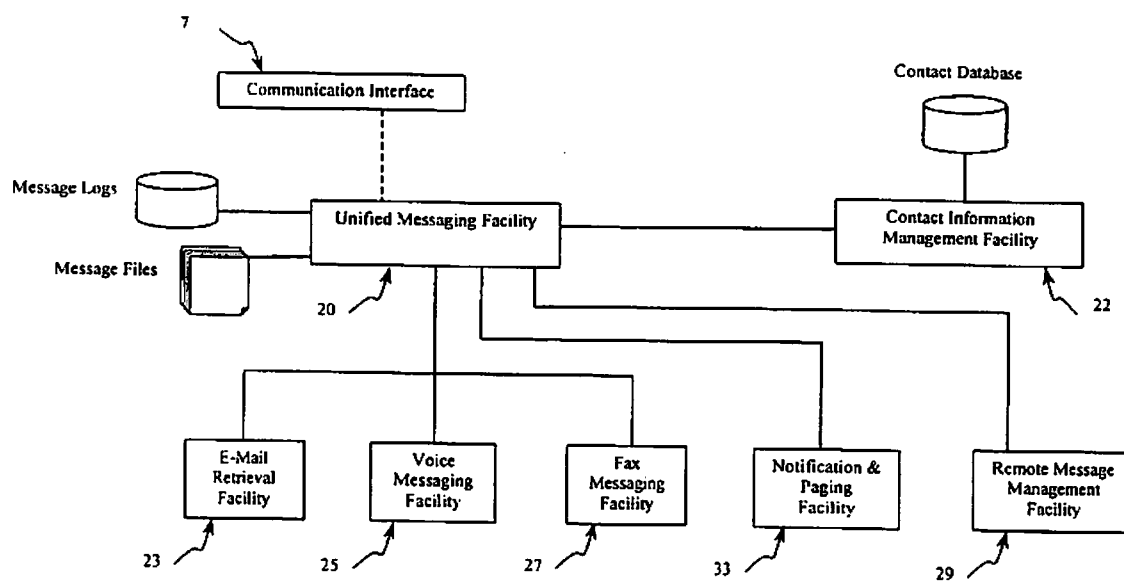 7
Communication Interface
Contact Database
Message Logs
Unified Messaging Facility
Contact Information
Management Facility
Message Files
20
22
E-Mail
Retrieval
Facility
Voice
Messaging
Facility
Fax
Messaging
Facility
Notification &
Paging
Facility
Remote Message
Management
Facility
23
25
27
33
29